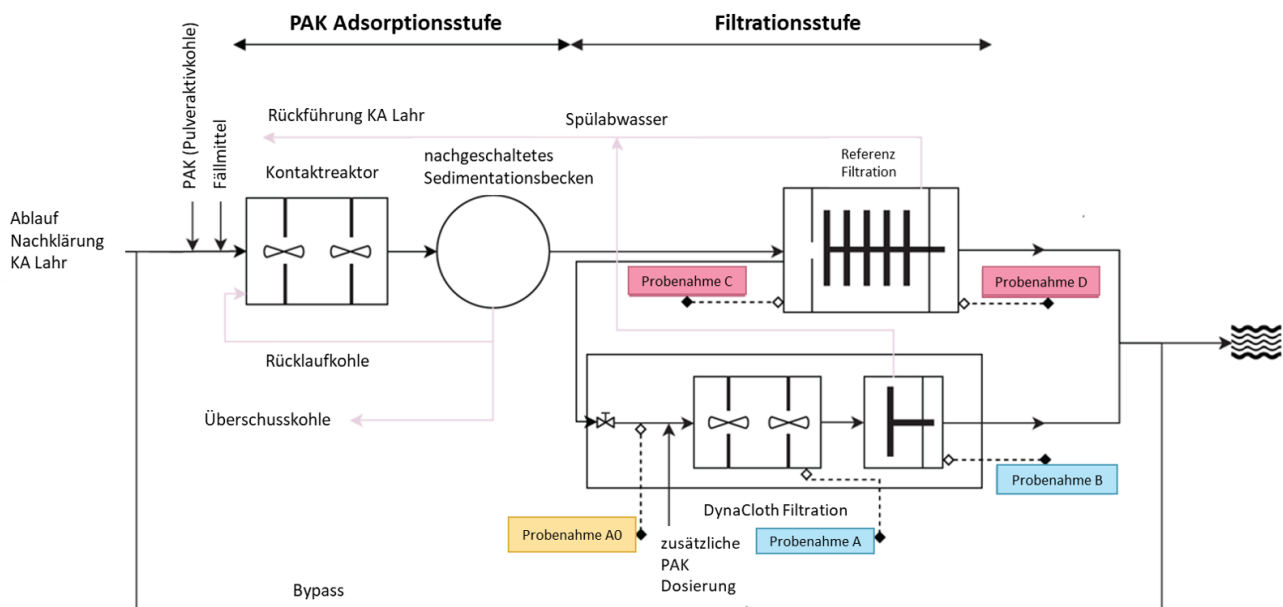 PAK Adsorptionsstufe
Filtrationsstufe
PAK (Pulveraktivkohle)
Fällmittel
Rückführung KA Lahr
Spülabwasser
Kontaktreaktor
nachgeschaltetes
Sedimentationsbecken
Referenz
Filtration
Ablauf
Nachklärung
KA Lahr
Probenahme C
Probenahme D
Rücklaufkohle
Überschusskohle
Probenahme B
DynaCloth Filtration
Probenahme A0
Probenahme A
zusätzliche
PAK
Dosierung
Bypass